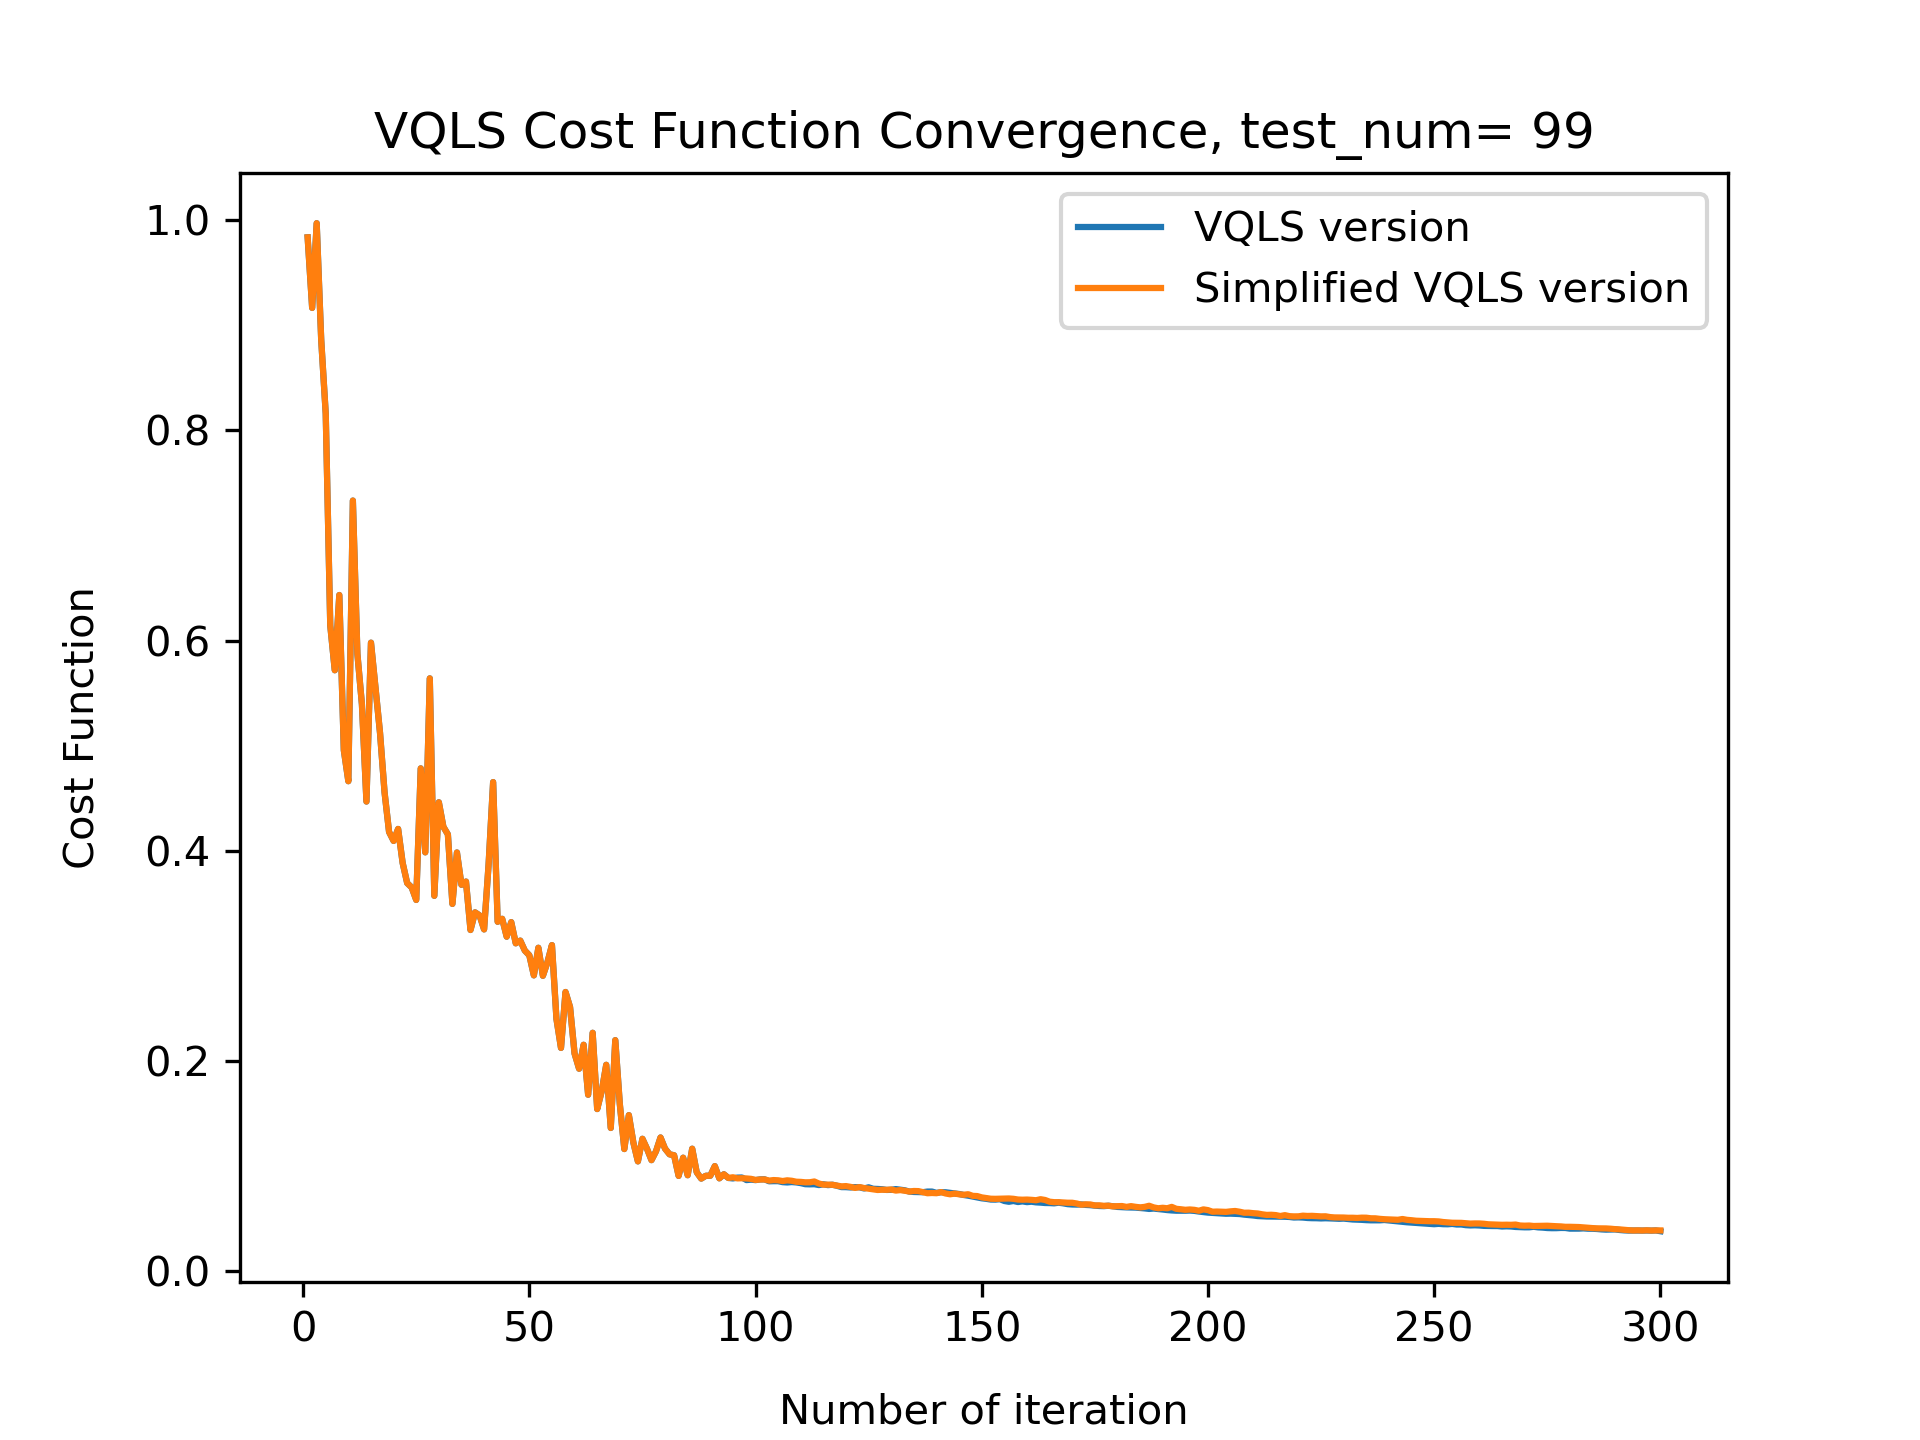 VQLS Cost Function Convergence, test_num= 99
VQLS version
Simplified VQLS version
1.0
0.8
0.6
0.4
0.2
0.0
Cost Function
0 50 100 150 200 250 300
Number of iteration